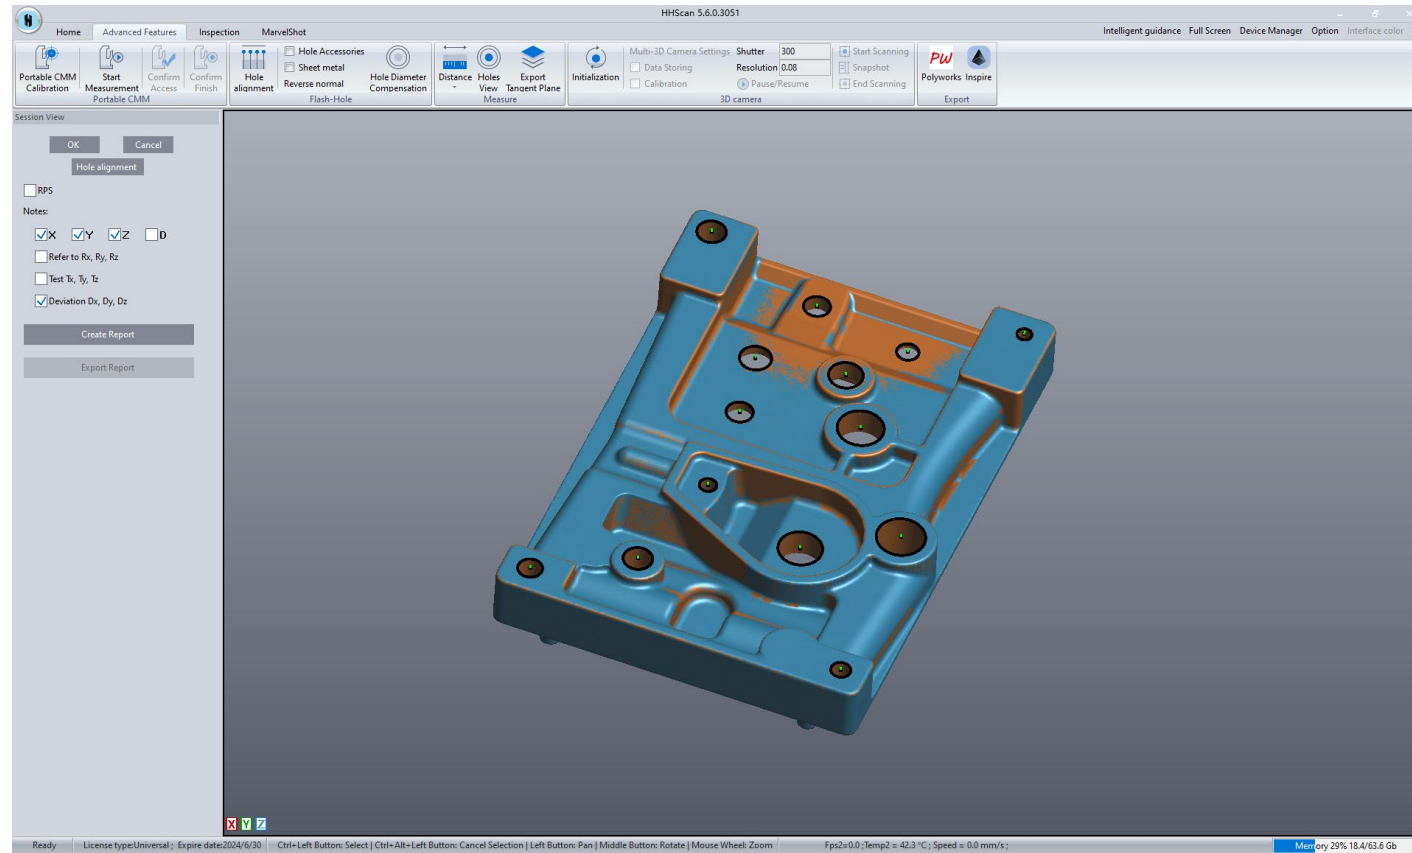 HHScan 5.6.0.3051
Home Advanced Features Inspection MarvelShot
Intelligent guidance Full Screen Device Manager Option Interface color
Portable CMM Calibration
Start Measurement
Confirm Access
Confirm Finish
Portable CMM
Hole alignment
Hole Accessories
Sheet metal
Reverse normal
Hole Diameter Compensation
Flash-Hole
Distance
Holes View
Export Tangent Plane
Measure
Initialization
Multi-3D Camera Settings
Data Storing
Calibration
Shutter 300
Resolution 0.08
Pause/Resume
Start Scanning
Snapshot
End Scanning
3D camera
PW
Polyworks Inspire
Export
Session View
OK Cancel
Hole alignment
RPS
Notes:
X Y Z D
Refer to Rx, Ry, Rz
Test Tx, Ty, Tz
Deviation Dx, Dy, Dz
Create Report
Export Report
X Y Z
Ready License type:Universal ; Expire date:2024/6/30 Ctrl+Left Button: Select | Ctrl+Alt+Left Button: Cancel Selection | Left Button: Pan | Middle Button: Rotate | Mouse Wheel: Zoom Fps2=0.0 ;Temp2 = 42.3 °C ; Speed = 0.0 mm/s ; Memory 29% 18.4/63.6 Gb